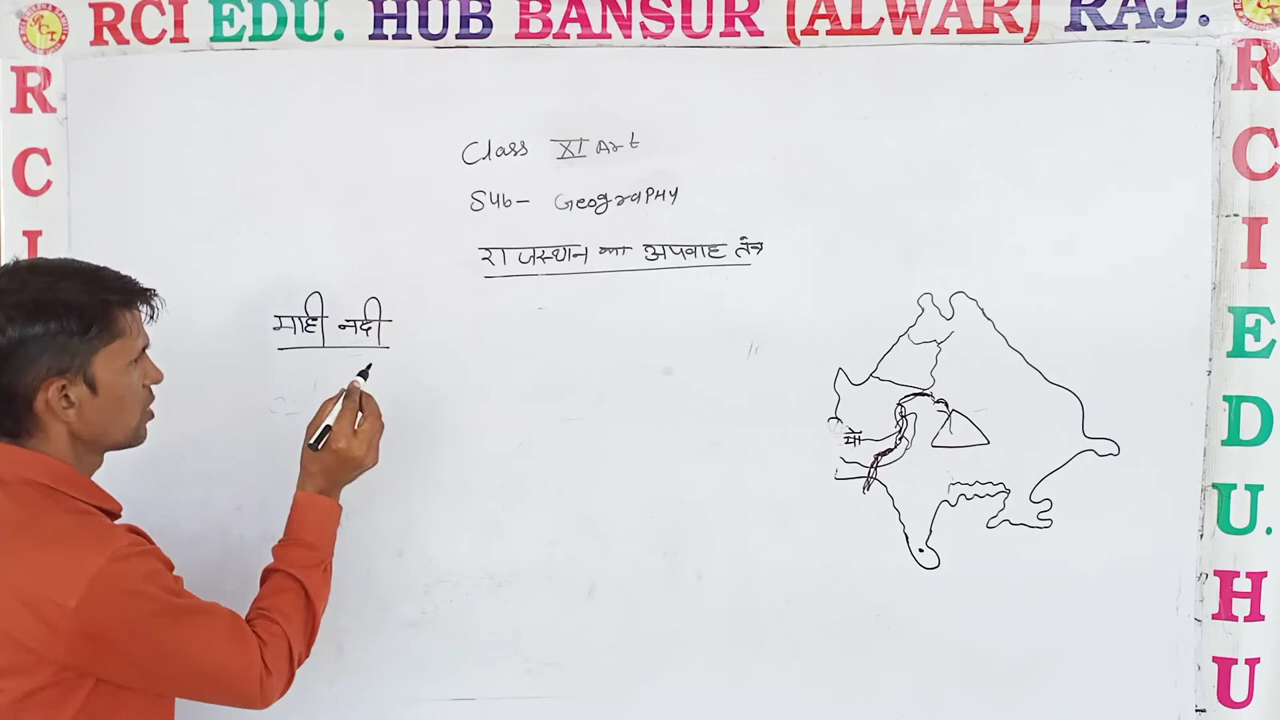 RCI EDU. HUB BANSUR (ALWAR) RAJ.
R
C
I
Class XI Art
Sub- GeograPHY
राजस्थान का अपवाह तंत्र
माही नदी
R
C
I
E
D
U.
H
U